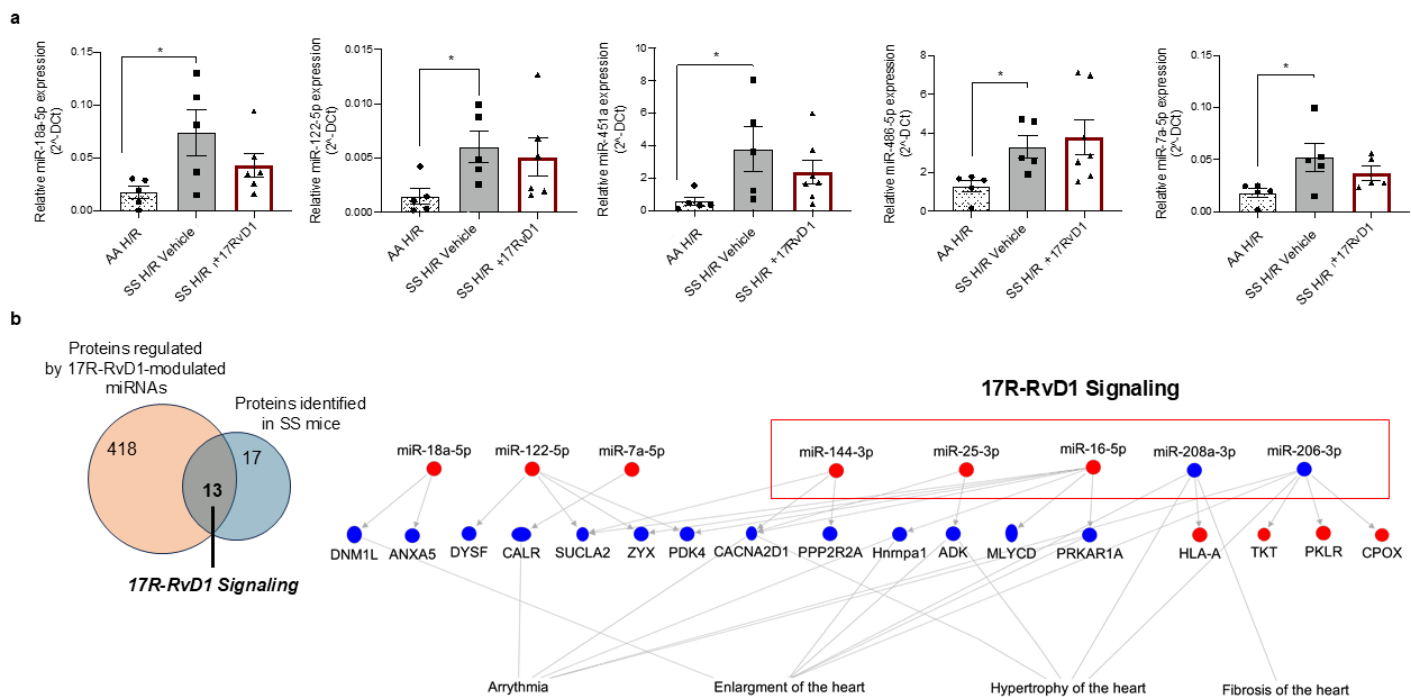 a
Relative miR-18a-5p expression
(2^-DCt)
0.15
0.10
0.05
0.00
*
AA H/R
SS H/R Vehicle
SS H/R +17RvD1
Relative miR-122-5p expression
(2^-DCt)
0.015
0.010
0.005
0.000
*
AA H/R
SS H/R Vehicle
SS H/R +17RvD1
Relative miR-451a expression
(2^-DCt)
10
8
6
4
2
0
*
AA H/R
SS H/R Vehicle
SS H/R +17RvD1
Relative miR-486-5p expression
(2^-DCt)
8
6
4
2
0
*
AA H/R
SS H/R Vehicle
SS H/R +17RvD1
Relative miR-7a-5p expression
(2^-DCt)
0.15
0.10
0.05
0.00
*
AA H/R
SS H/R Vehicle
SS H/R +17RvD1
b
Proteins regulated
by 17R-RvD1-modulated
miRNAs
Proteins identified
in SS mice
418
17
13
17R-RvD1 Signaling
17R-RvD1 Signaling
miR-18a-5p
miR-122-5p
miR-7a-5p
miR-144-3p
miR-25-3p
miR-16-5p
miR-208a-3p
miR-206-3p
DNM1L
ANXA5
DYSF
CALR
SUCLA2
ZYX
PDK4
CACNA2D1
PPP2R2A
Hnrnpa1
ADK
MLYCD
PRKAR1A
HLA-A
TKT
PKLR
CPOX
Arrythmia
Enlargment of the heart
Hypertrophy of the heart
Fibrosis of the heart